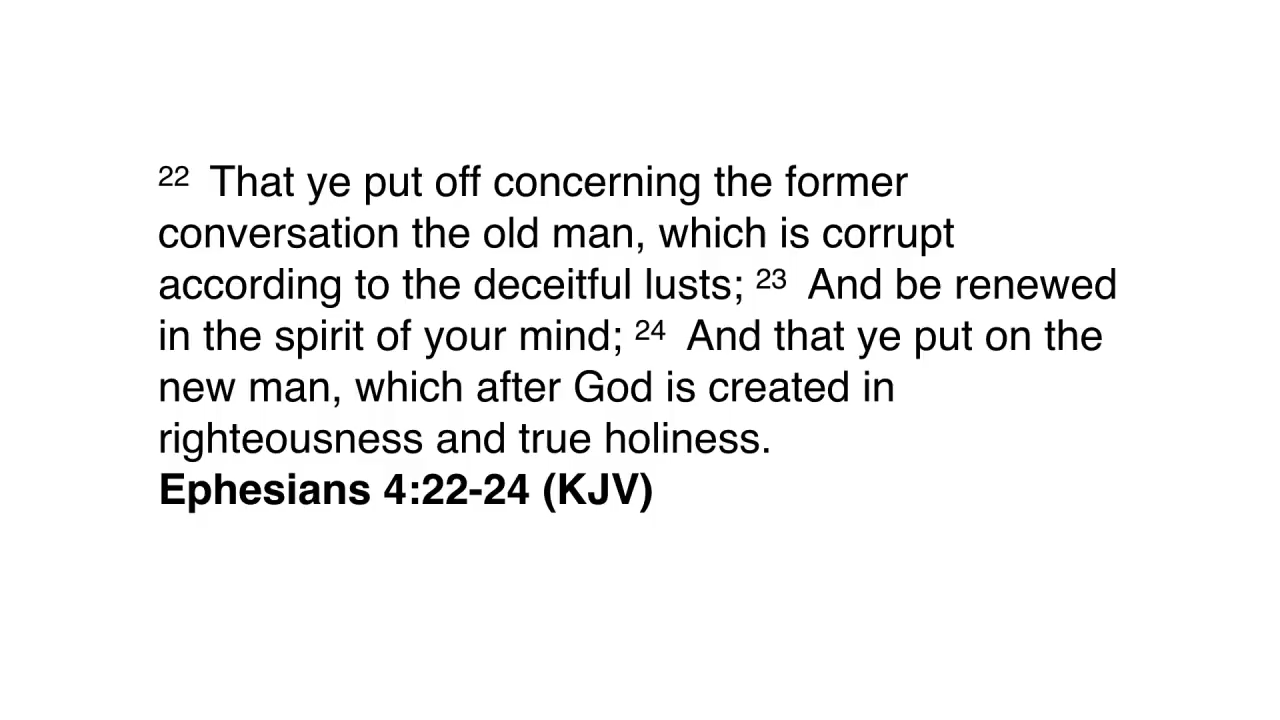 22 That ye put off concerning the former
conversation the old man, which is corrupt
according to the deceitful lusts; 23 And be renewed
in the spirit of your mind; 24 And that ye put on the
new man, which after God is created in
righteousness and true holiness.
Ephesians 4:22-24 (KJV)